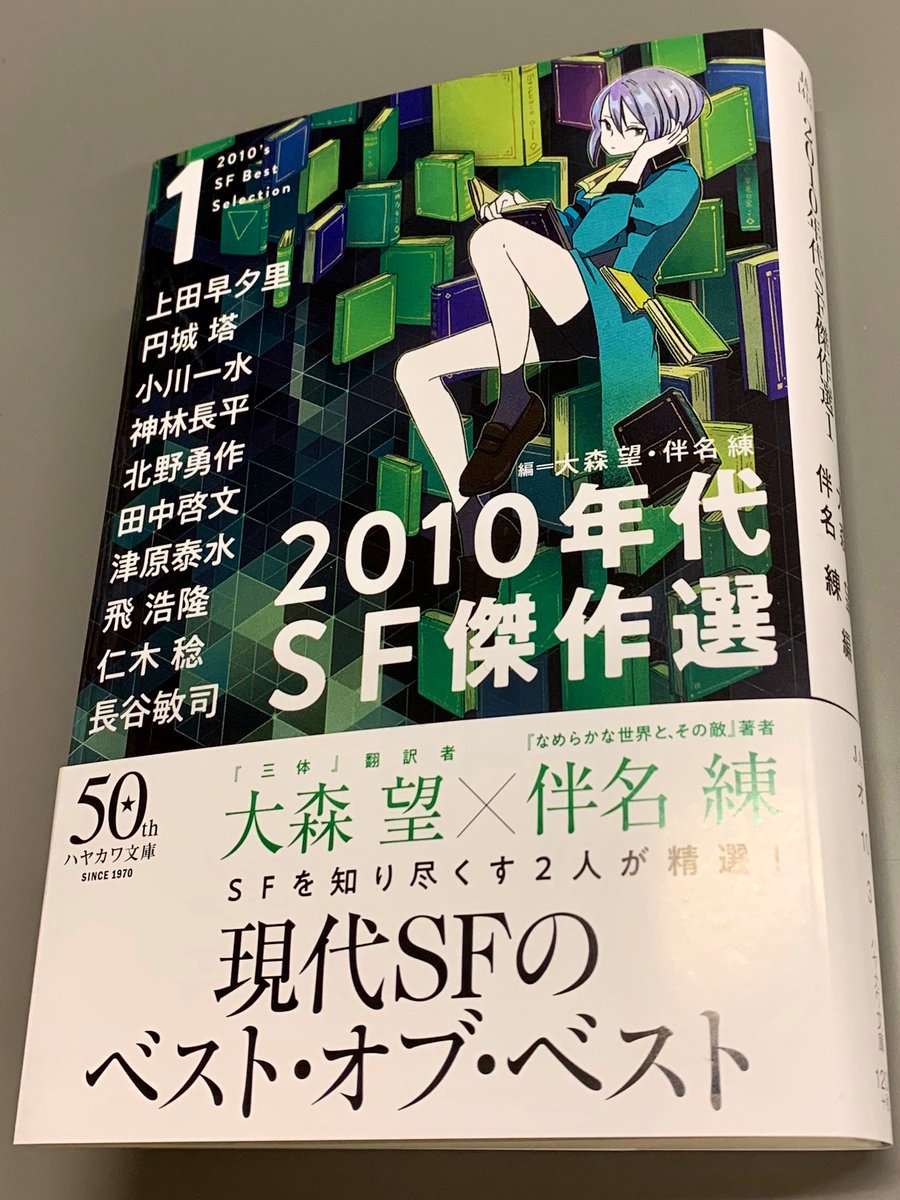 1
2010's
SF Best
Selection
上田早夕里
円城 塔
小川一水
神林長平
北野勇作
田中啓文
津原泰水
飛 浩隆
仁木 稔
長谷敏司
編＝大森 望・伴名 練
2010年代
SF傑作選
50th
ハヤカワ文庫
SINCE 1970
『三体』翻訳者
大森 望
×
『なめらかな世界と、その敵』著者
伴名 練
SFを知り尽くす2人が精選！
現代SFの
ベスト・オブ・ベスト
2010年代SF傑作選1
伴名 練 編